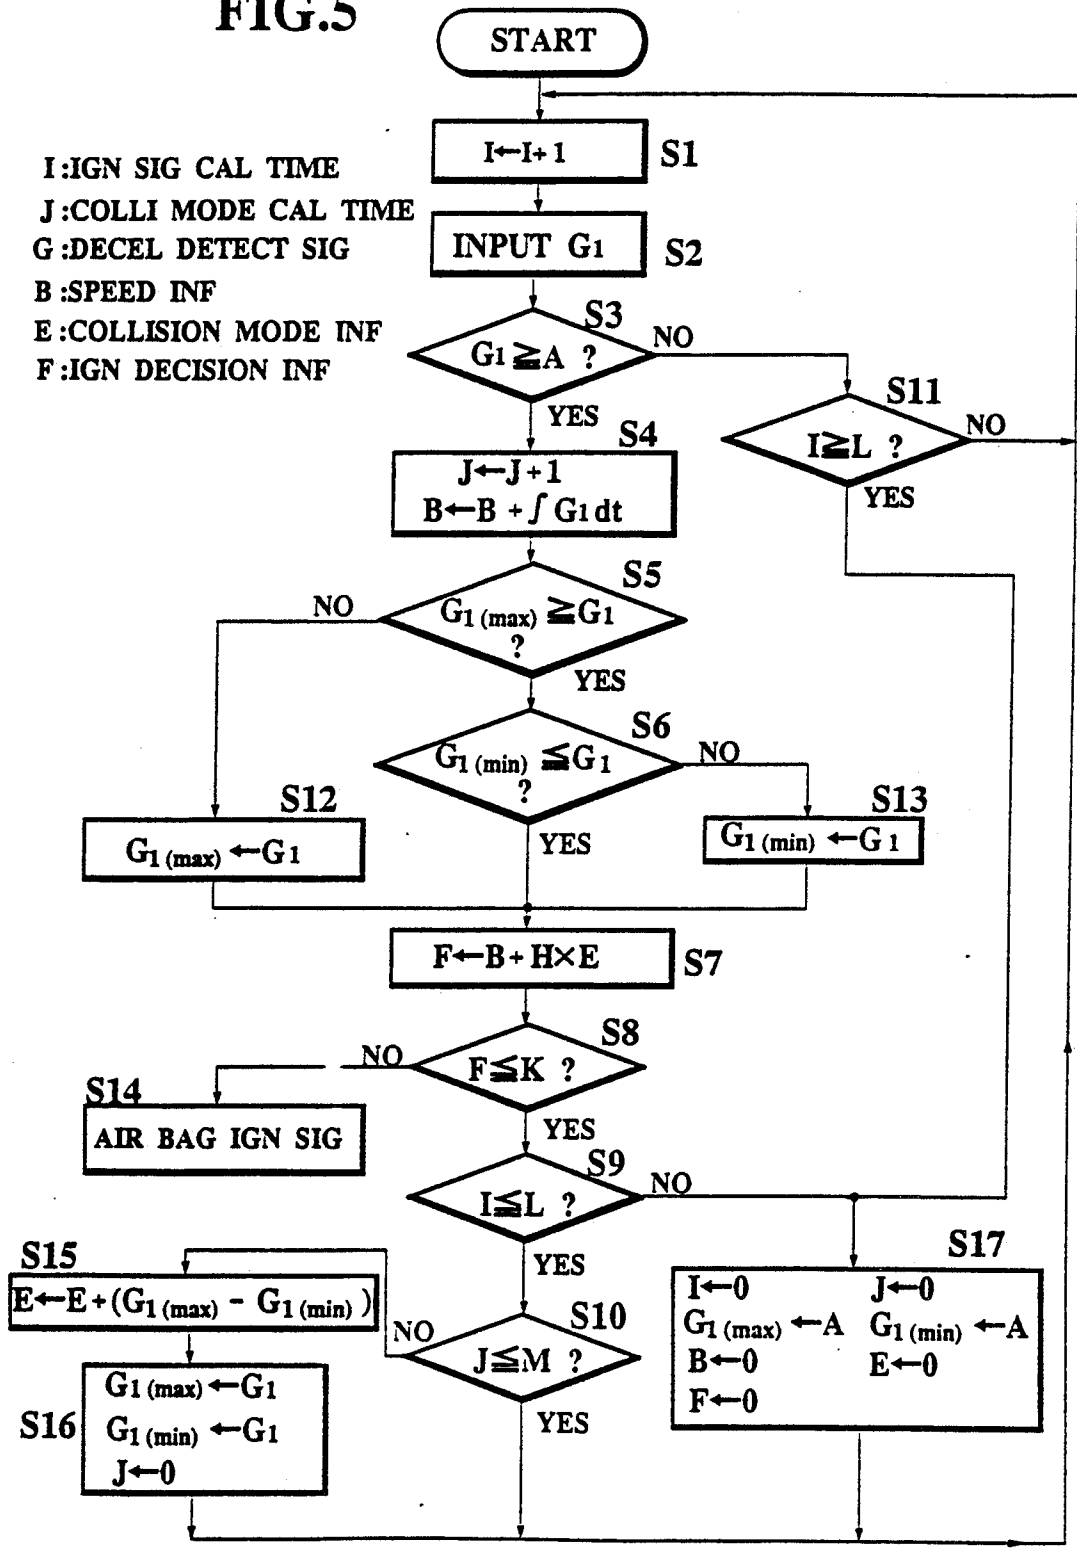 FIG.5
START
I←I+1
S1
I:IGN SIG CAL TIME
J:COLLI MODE CAL TIME
G:DECEL DETECT SIG
B:SPEED INF
E:COLLISION MODE INF
F:IGN DECISION INF
INPUT G1
S2
S3
G1≧A ?
NO
YES
S11
I≧L ?
NO
YES
S4
J←J+1
B←B+∫G1dt
S5
G1(max)≧G1
?
NO
YES
S6
G1(min)≦G1
?
NO
YES
S12
G1(max)←G1
S13
G1(min)←G1
F←B+H×E
S7
S8
F≦K ?
NO
YES
S14
AIR BAG IGN SIG
S9
I≦L ?
NO
YES
S15
E←E+(G1(max)-G1(min))
S10
J≦M ?
NO
YES
S16
G1(max)←G1
G1(min)←G1
J←0
S17
I←0 J←0
G1(max)←A G1(min)←A
B←0 E←0
F←0